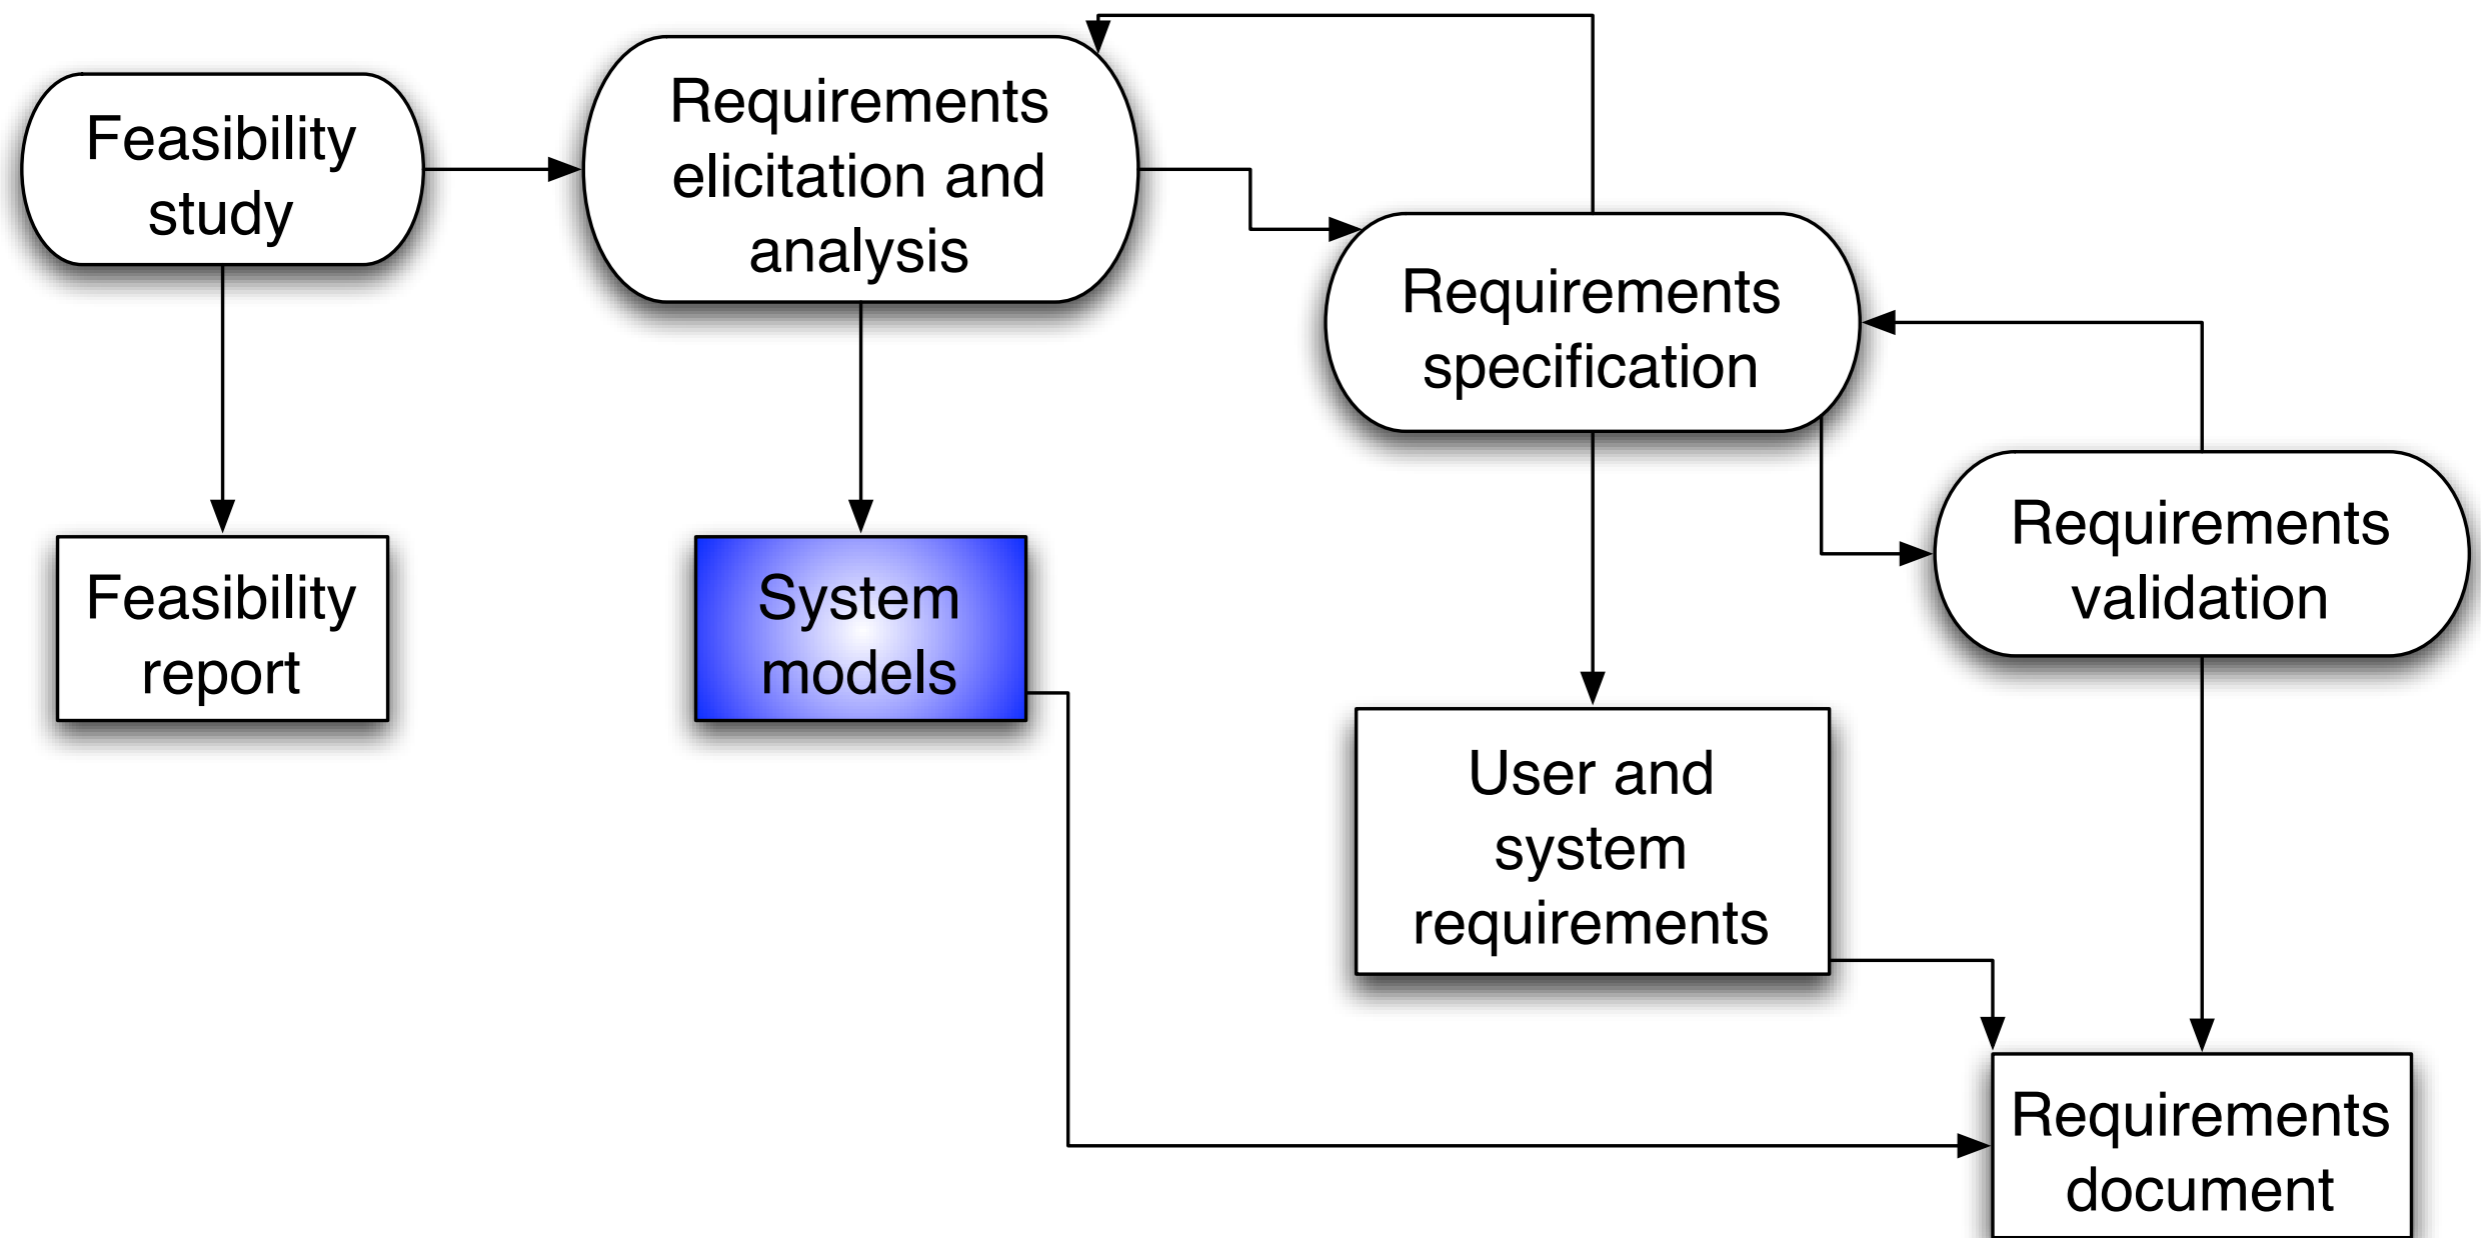 Feasibility
study
Requirements
elicitation and
analysis
Requirements
specification
Requirements
validation
Feasibility
report
System
models
User and
system
requirements
Requirements
document